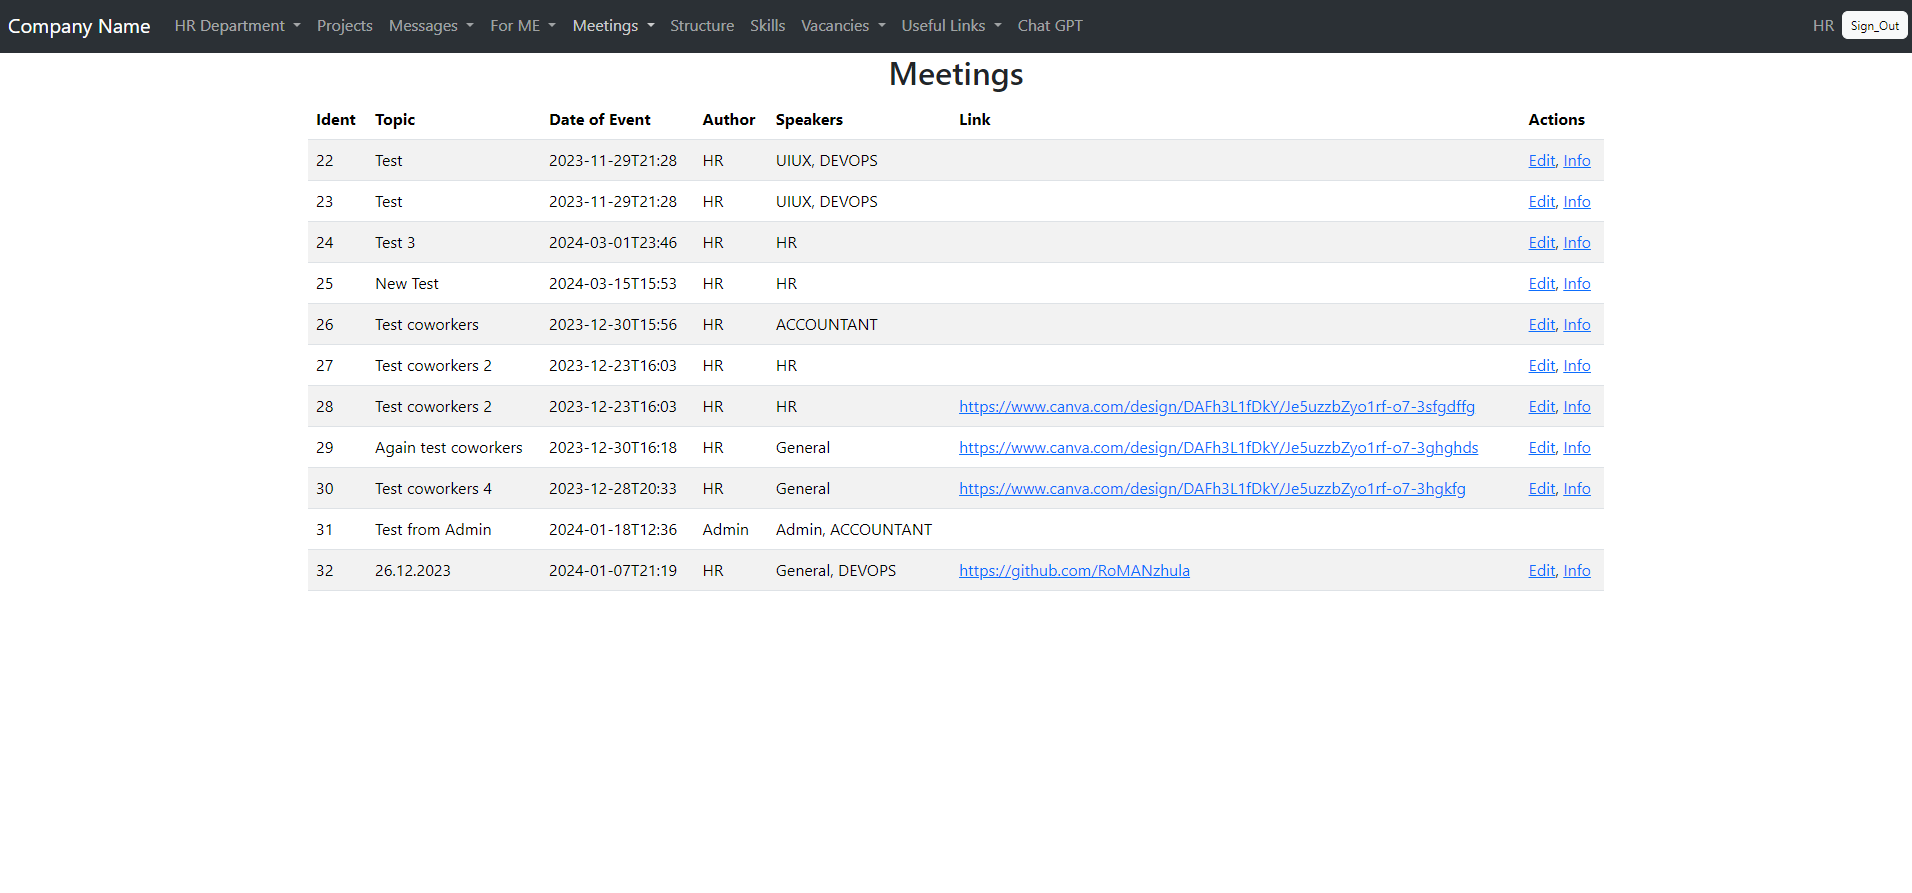 Company Name HR Department Projects Messages For ME Meetings Structure Skills Vacancies Useful Links Chat GPT HR Sign_Out
Meetings
Ident Topic Date of Event Author Speakers Link Actions
22 Test 2023-11-29T21:28 HR UIUX, DEVOPS Edit, Info
23 Test 2023-11-29T21:28 HR UIUX, DEVOPS Edit, Info
24 Test 3 2024-03-01T23:46 HR HR Edit, Info
25 New Test 2024-03-15T15:53 HR HR Edit, Info
26 Test coworkers 2023-12-30T15:56 HR ACCOUNTANT Edit, Info
27 Test coworkers 2 2023-12-23T16:03 HR HR Edit, Info
28 Test coworkers 2 2023-12-23T16:03 HR HR https://www.canva.com/design/DAFh3L1fDkY/Je5uzzbZyo1rf-o7-3sfgdffg Edit, Info
29 Again test coworkers 2023-12-30T16:18 HR General https://www.canva.com/design/DAFh3L1fDkY/Je5uzzbZyo1rf-o7-3ghghds Edit, Info
30 Test coworkers 4 2023-12-28T20:33 HR General https://www.canva.com/design/DAFh3L1fDkY/Je5uzzbZyo1rf-o7-3hgkfg Edit, Info
31 Test from Admin 2024-01-18T12:36 Admin Admin, ACCOUNTANT
32 26.12.2023 2024-01-07T21:19 HR General, DEVOPS https://github.com/RoMANzhula Edit, Info